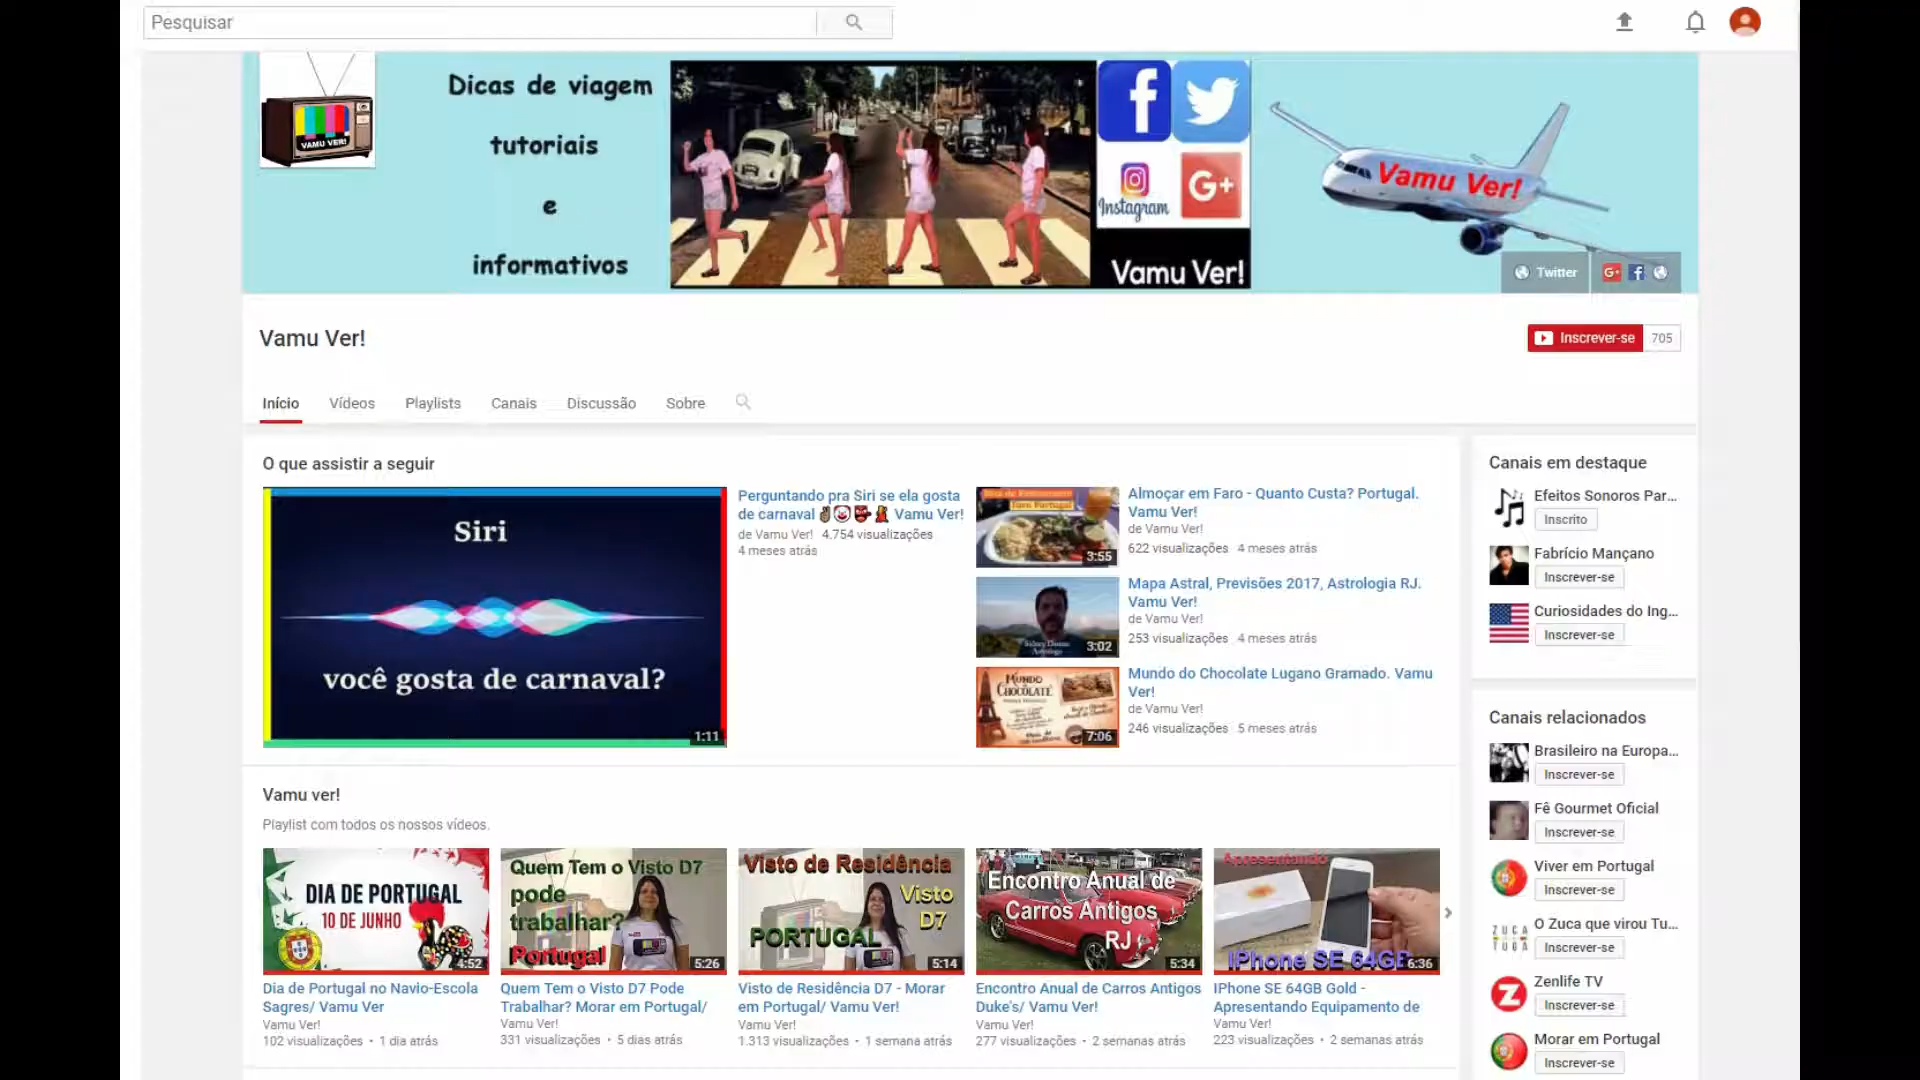 Pesquisar
VAMU VER!
Dicas de viagem
tutoriais
e
informativos
Instagram
G+
Vamu Ver!
Vamu Ver!
Twitter
G+
Vamu Ver!
Inscrever-se 705
Início Vídeos Playlists Canais Discussão Sobre
O que assistir a seguir
Siri
você gosta de carnaval?
1:11
Perguntando pra Siri se ela gosta
de carnaval Vamu Ver!
de Vamu Ver! 4.754 visualizações
4 meses atrás
3:55
Almoçar em Faro - Quanto Custa? Portugal.
Vamu Ver!
de Vamu Ver!
622 visualizações 4 meses atrás
3:02
Mapa Astral, Previsões 2017, Astrologia RJ.
Vamu Ver!
de Vamu Ver!
253 visualizações 4 meses atrás
MUNDO
CHOCOLATE
7:06
Mundo do Chocolate Lugano Gramado. Vamu
Ver!
de Vamu Ver!
246 visualizações 5 meses atrás
Vamu ver!
Playlist com todos os nossos vídeos.
DIA DE PORTUGAL
10 DE JUNHO
4:52
Dia de Portugal no Navio-Escola
Sagres/ Vamu Ver
Vamu Ver!
102 visualizações • 1 dia atrás
Quem Tem o Visto D7
pode
trabalhar?
Portugal
5:26
Quem Tem o Visto D7 Pode
Trabalhar? Morar em Portugal/
Vamu Ver!
331 visualizações • 5 dias atrás
Visto de Residência
Visto
D7
PORTUGAL
5:14
Visto de Residência D7 - Morar
em Portugal/ Vamu Ver!
Vamu Ver!
1.313 visualizações • 1 semana atrás
Encontro Anual de
Carros Antigos
RJ
5:34
Encontro Anual de Carros Antigos
Duke's/ Vamu Ver!
Vamu Ver!
277 visualizações • 2 semanas atrás
Apresentando
IPhone SE 64GB
6:36
IPhone SE 64GB Gold -
Apresentando Equipamento de
Vamu Ver!
223 visualizações • 2 semanas atrás
Canais em destaque
Efeitos Sonoros Par...
Inscrito
Fabrício Mançano
Inscrever-se
Curiosidades do Ing...
Inscrever-se
Canais relacionados
Brasileiro na Europa...
Inscrever-se
Fê Gourmet Oficial
Inscrever-se
Viver em Portugal
Inscrever-se
ZUCA
TUGA
O Zuca que virou Tu...
Inscrever-se
Z
Zenlife TV
Inscrever-se
Morar em Portugal
Inscrever-se